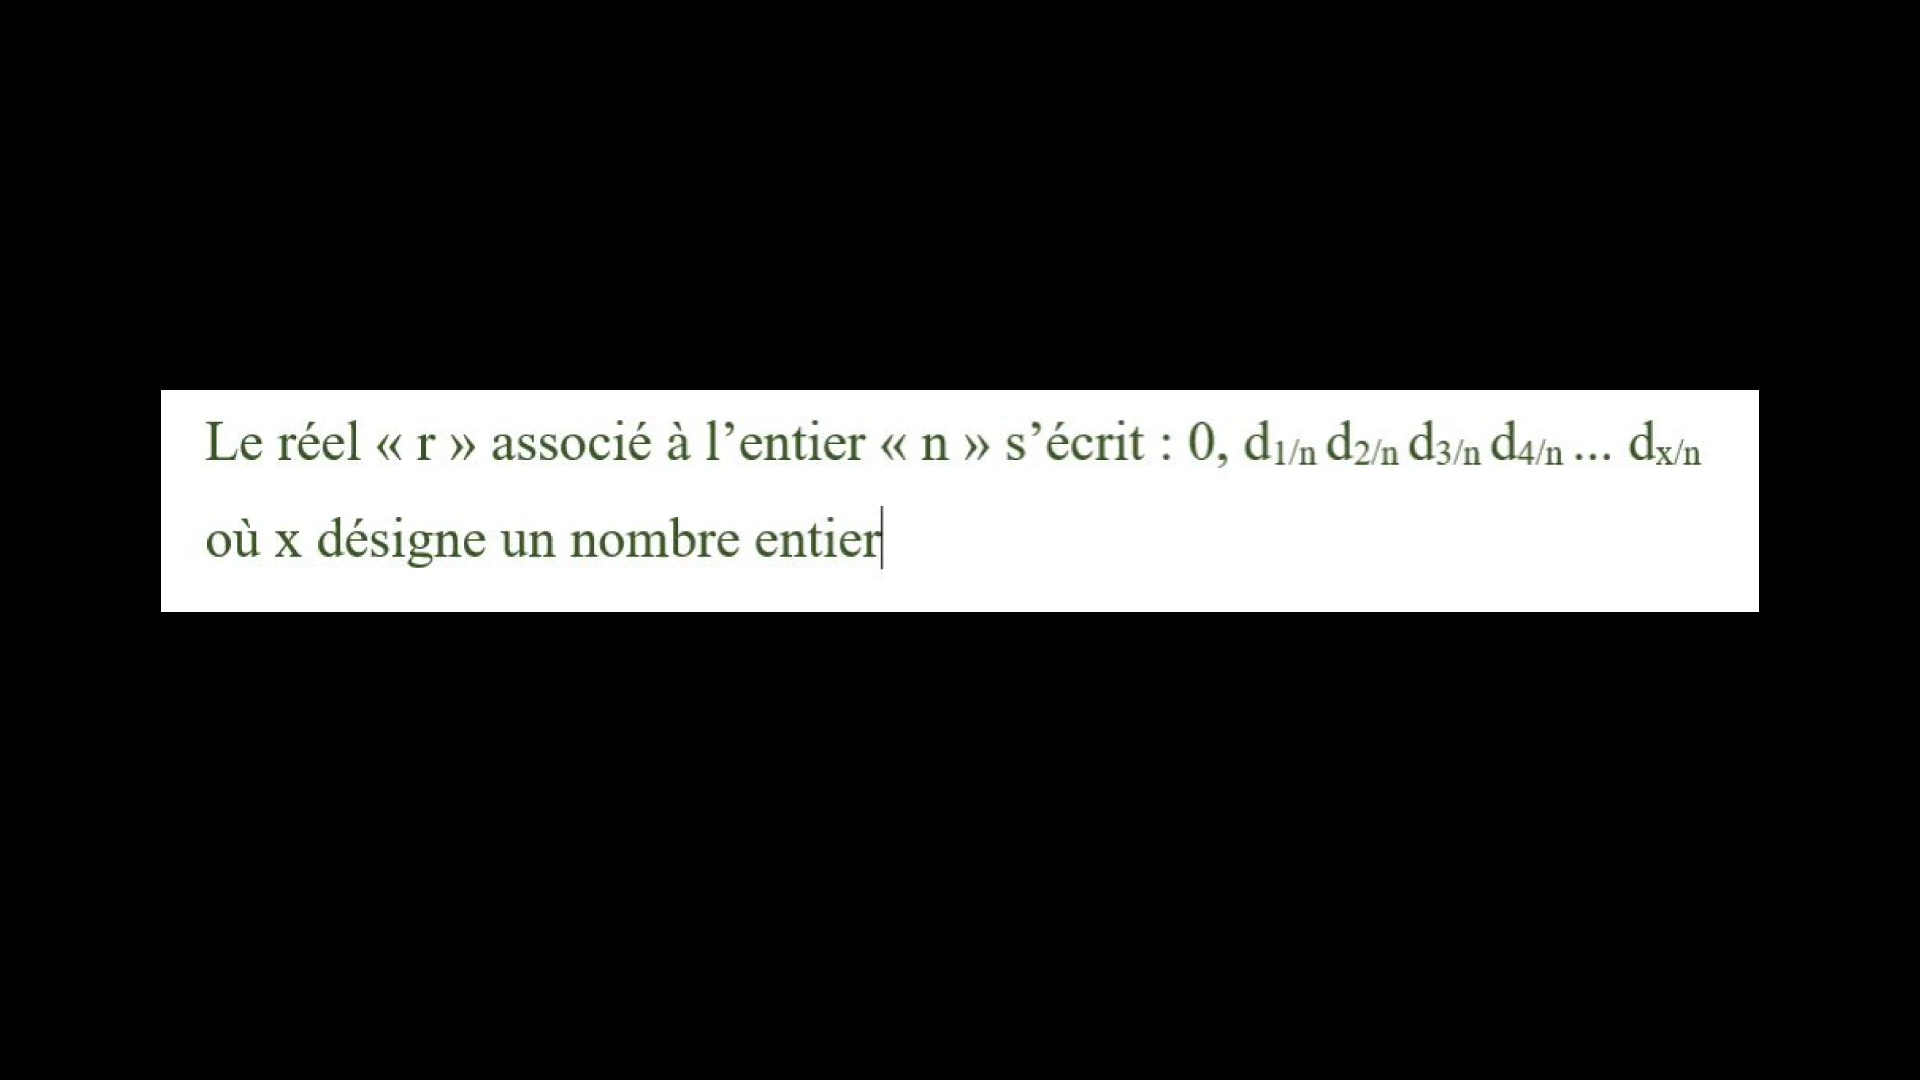 Le réel « r » associé à l’entier « n » s’écrit : 0, d1/n d2/n d3/n d4/n ... dx/n
où x désigne un nombre entier